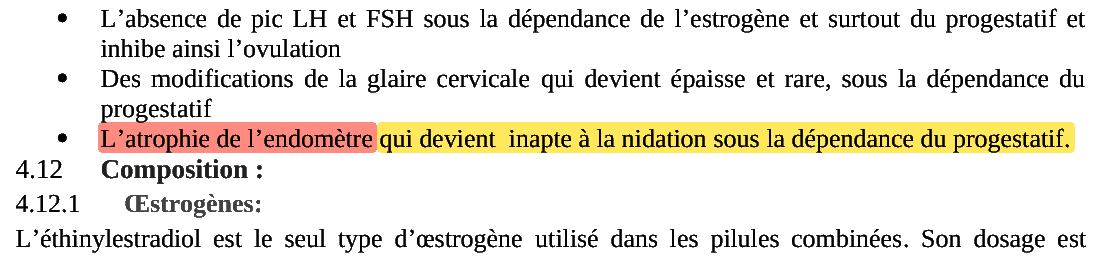 • L’absence de pic LH et FSH sous la dépendance de l’estrogène et surtout du progestatif et
inhibe ainsi l’ovulation
• Des modifications de la glaire cervicale qui devient épaisse et rare, sous la dépendance du
progestatif
• L’atrophie de l’endomètre qui devient  inapte à la nidation sous la dépendance du progestatif.
4.12 Composition :
4.12.1 Œstrogènes:
L’éthinylestradiol est le seul type d’œstrogène utilisé dans les pilules combinées. Son dosage est